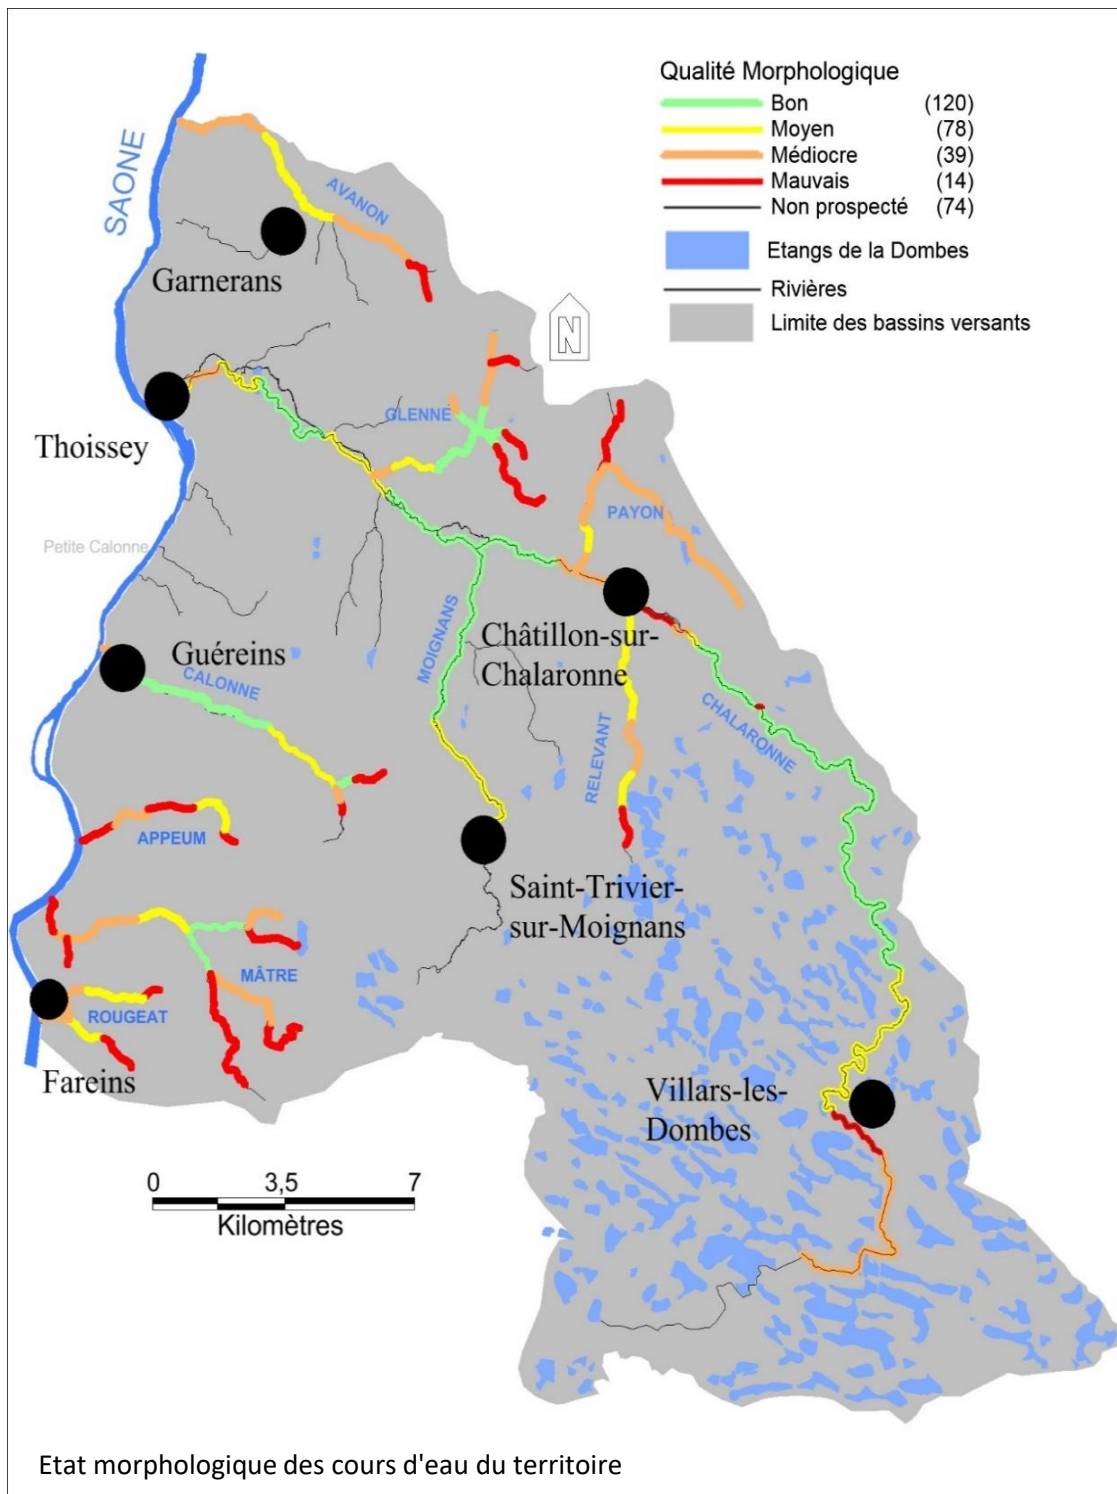 Qualité Morphologique
Bon (120)
Moyen (78)
Médiocre (39)
Mauvais (14)
Non prospecté (74)
Etangs de la Dombes
Rivières
Limite des bassins versants
SAONE
AVANON
Garnerans
N
GLENNE
Thoissey
PAYON
Petite Calonne
MOIGNANS
Châtillon-sur-
Chalaronne
Guéreins
CALONNE
CHALARONNE
RELEVANT
APPEUM
Saint-Trivier-
sur-Moignans
MÂTRE
ROUGEAT
Fareins
Villars-les-
Dombes
0 3,5 7
Kilomètres
Etat morphologique des cours d'eau du territoire